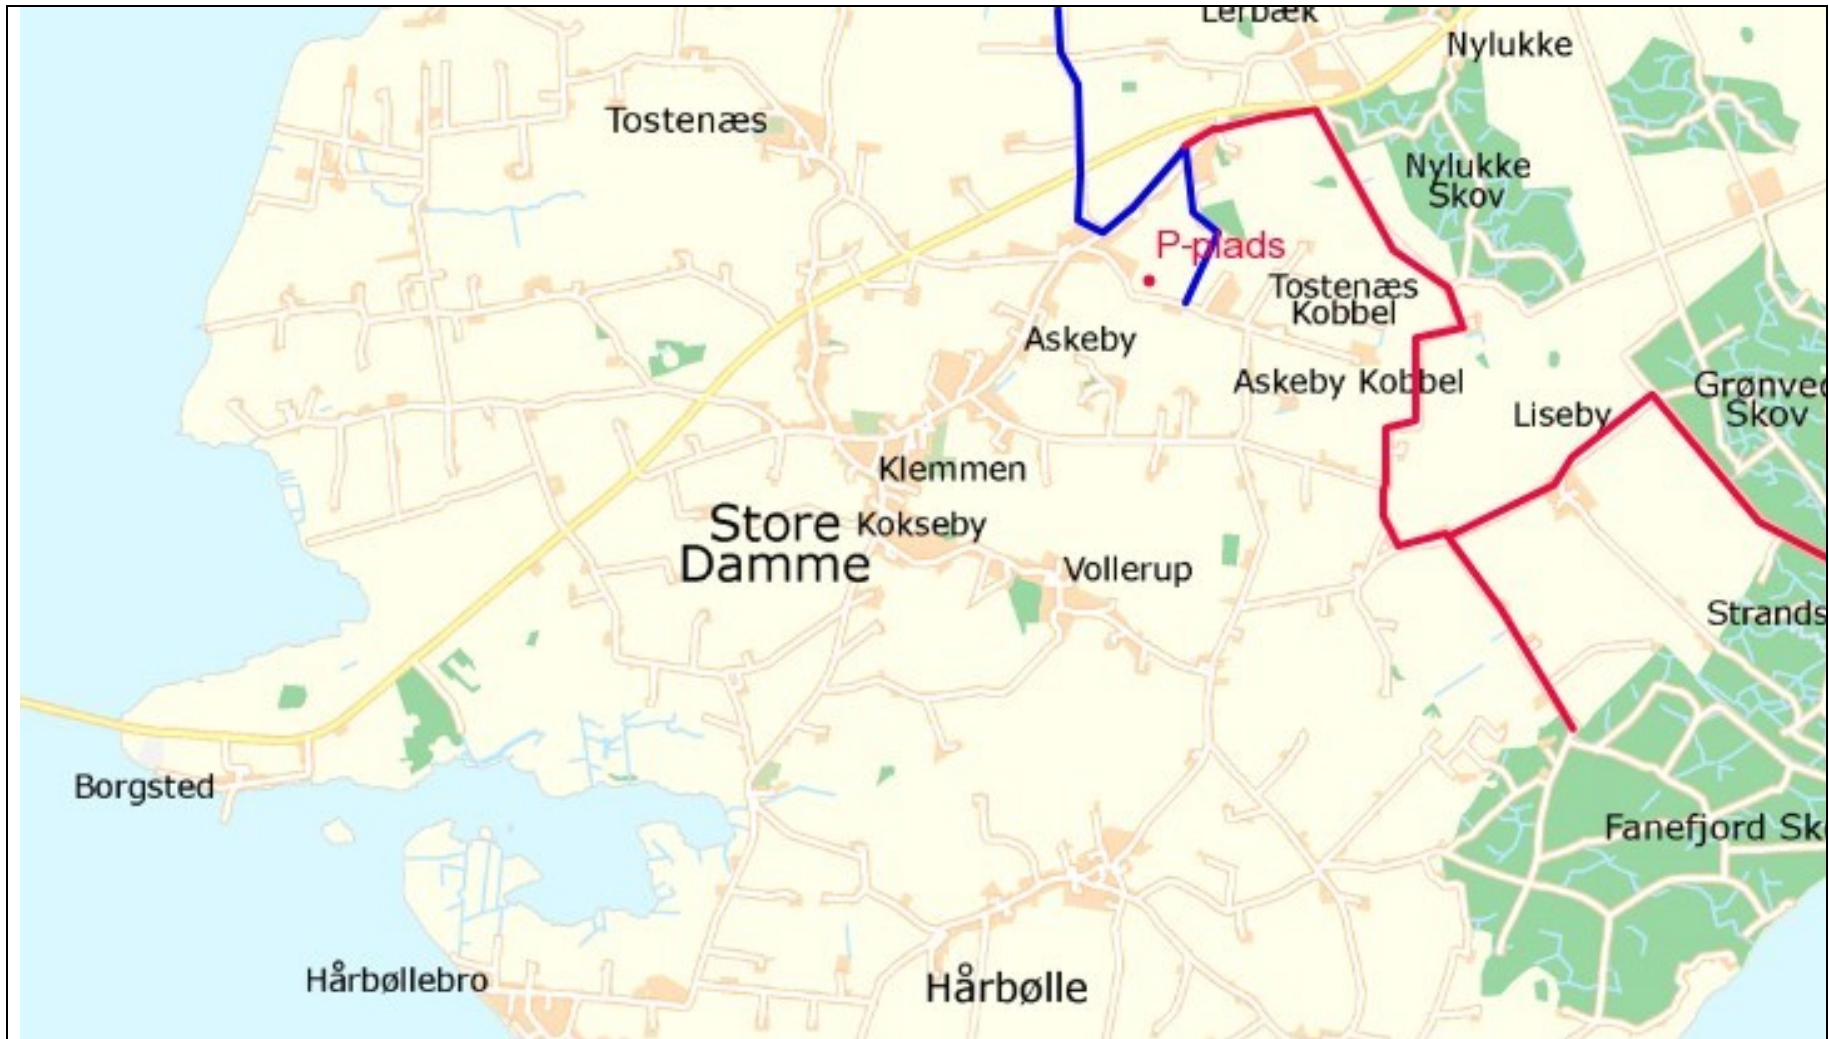 Lerbæk
Nylukke
Tostenæs
Nylukke
Skov
P-plads
Tostenæs
Kobbel
Askeby
Askeby Kobbel
Grønved
Skov
Liseby
Klemmen
Store
Damme
Kokseby
Vollerup
Strands
Borgsted
Fanefjord Sk
Hårbøllebro
Hårbølle